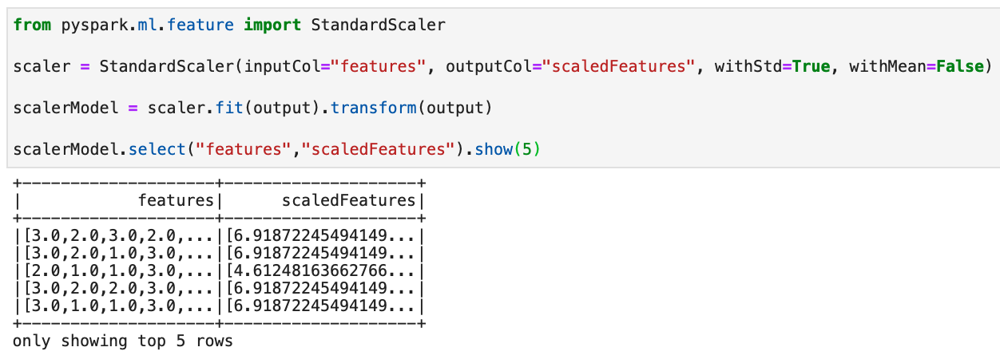 from pyspark.ml.feature import StandardScaler
scaler = StandardScaler(inputCol="features", outputCol="scaledFeatures", withStd=True, withMean=False)
scalerModel = scaler.fit(output).transform(output)
scalerModel.select("features","scaledFeatures").show(5)
+--------------------+--------------------+
|            features|      scaledFeatures|
+--------------------+--------------------+
|[3.0,2.0,3.0,2.0,...|[6.91872245494149...|
|[3.0,2.0,1.0,3.0,...|[6.91872245494149...|
|[2.0,1.0,1.0,3.0,...|[4.61248163662766...|
|[3.0,2.0,2.0,3.0,...|[6.91872245494149...|
|[3.0,1.0,1.0,3.0,...|[6.91872245494149...|
+--------------------+--------------------+
only showing top 5 rows